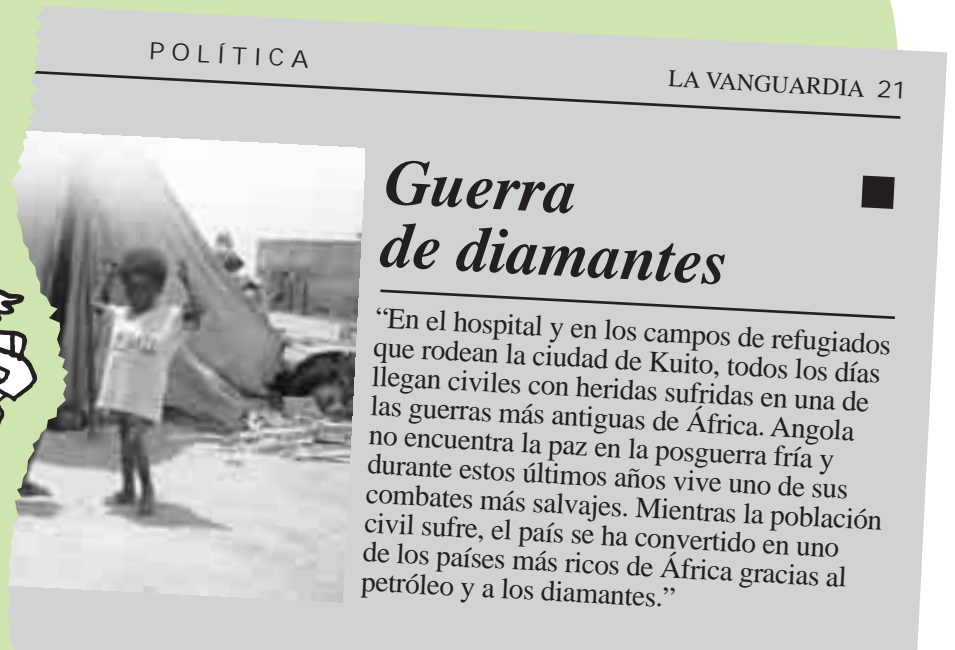 POLÍTICA
LA VANGUARDIA 21
Guerra
de diamantes
“En el hospital y en los campos de refugiados
que rodean la ciudad de Kuito, todos los días
llegan civiles con heridas sufridas en una de
las guerras más antiguas de África. Angola
no encuentra la paz en la posguerra fría y
durante estos últimos años vive uno de sus
combates más salvajes. Mientras la población
civil sufre, el país se ha convertido en uno
de los países más ricos de África gracias al
petróleo y a los diamantes.”